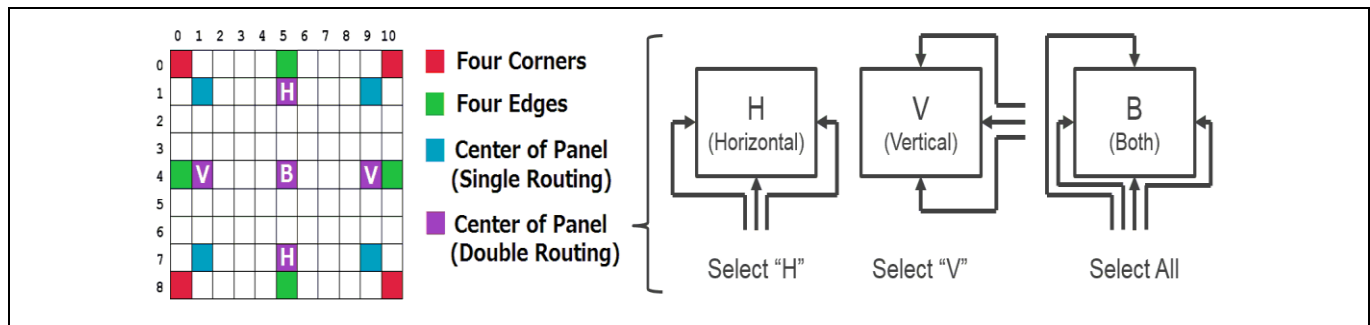 0 1 2 3 4 5 6 7 8 9 10
0
1 H
2
3
4 V B V
5
6
7 H
8
Four Corners
Four Edges
Center of Panel
(Single Routing)
Center of Panel
(Double Routing)
H
(Horizontal)
Select "H"
V
(Vertical)
Select "V"
B
(Both)
Select All